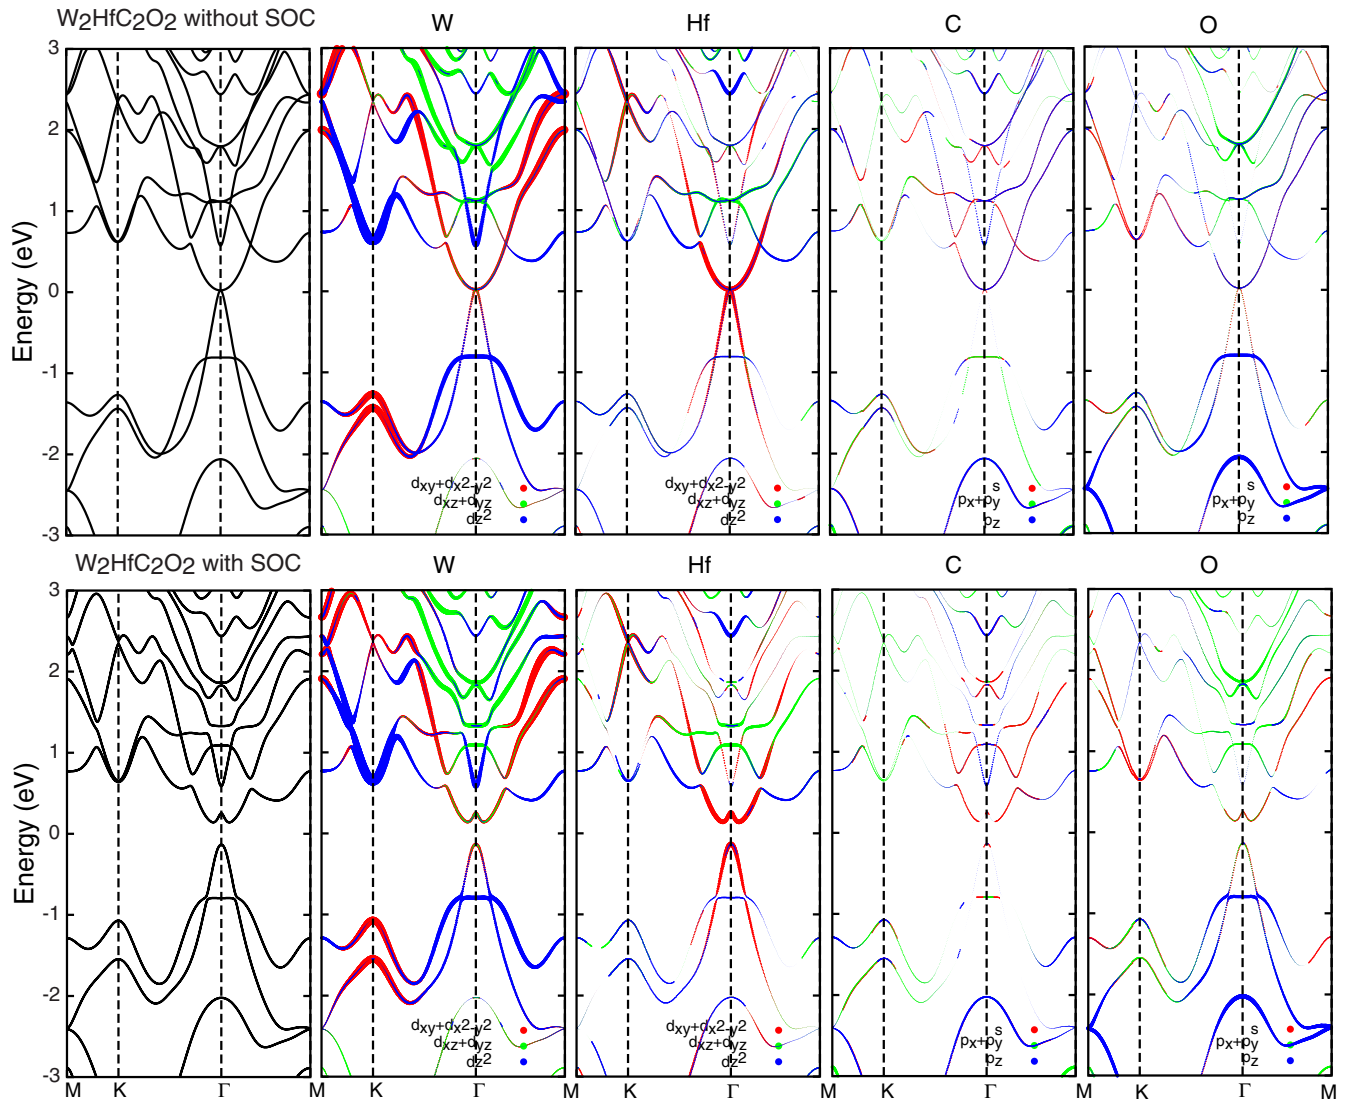 W2HfC2O2 without SOC
W
Hf
C
O
3
2
1
0
-1
-2
-3
Energy (eV)
dxy+dx2-y2
dxz+dyz
dz2
dxy+dx2-y2
dxz+dyz
dz2
s
px+py
pz
s
px+py
pz
W2HfC2O2 with SOC
W
Hf
C
O
3
2
1
0
-1
-2
-3
Energy (eV)
dxy+dx2-y2
dxz+dyz
dz2
dxy+dx2-y2
dxz+dyz
dz2
s
px+py
pz
s
px+py
pz
M K Γ M K Γ M K Γ M K Γ M K Γ M